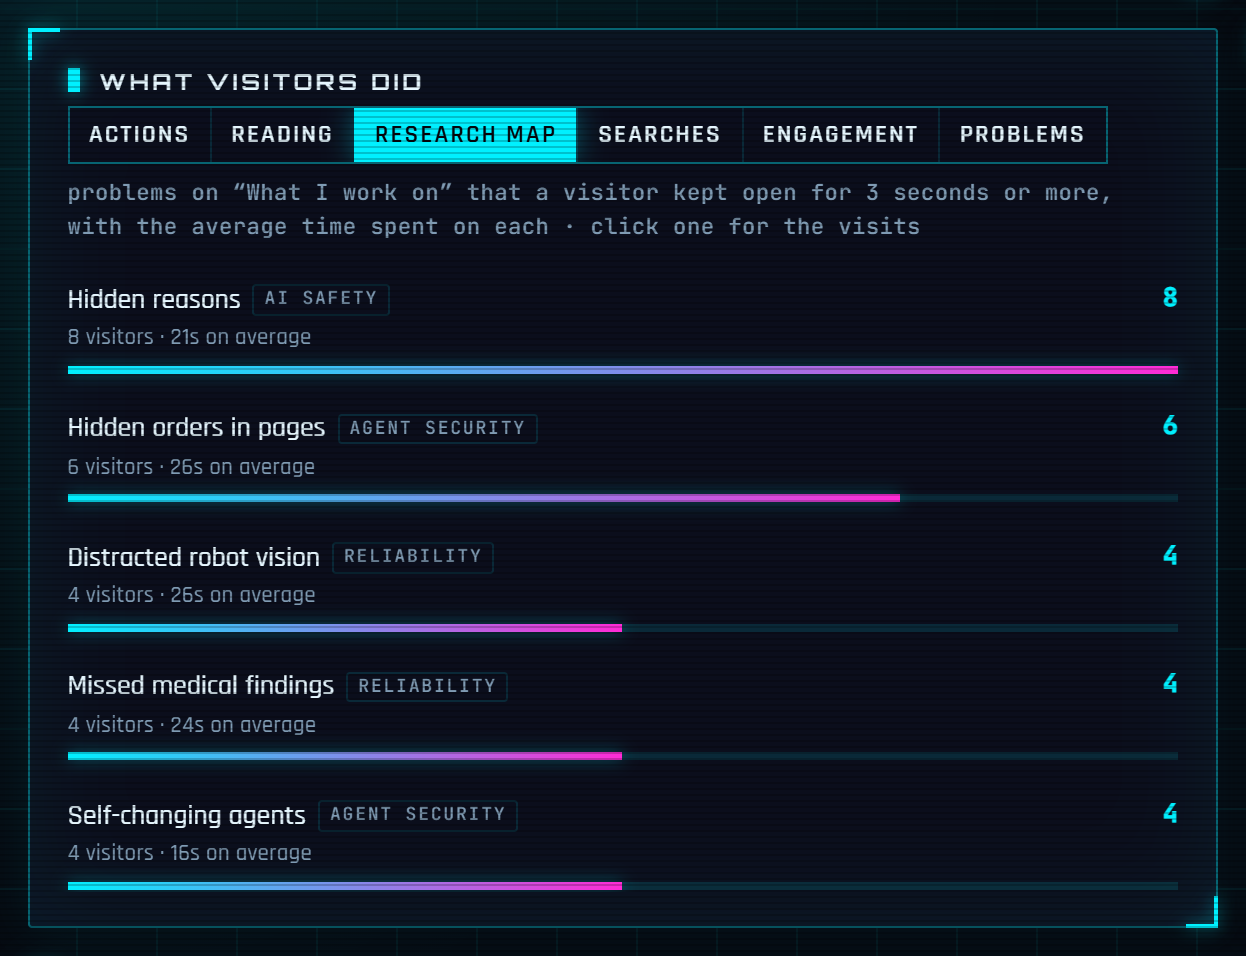 WHAT VISITORS DID
ACTIONS READING RESEARCH MAP SEARCHES ENGAGEMENT PROBLEMS
problems on “What I work on” that a visitor kept open for 3 seconds or more,
with the average time spent on each · click one for the visits
Hidden reasons AI SAFETY 8
8 visitors · 21s on average
Hidden orders in pages AGENT SECURITY 6
6 visitors · 26s on average
Distracted robot vision RELIABILITY 4
4 visitors · 26s on average
Missed medical findings RELIABILITY 4
4 visitors · 24s on average
Self-changing agents AGENT SECURITY 4
4 visitors · 16s on average